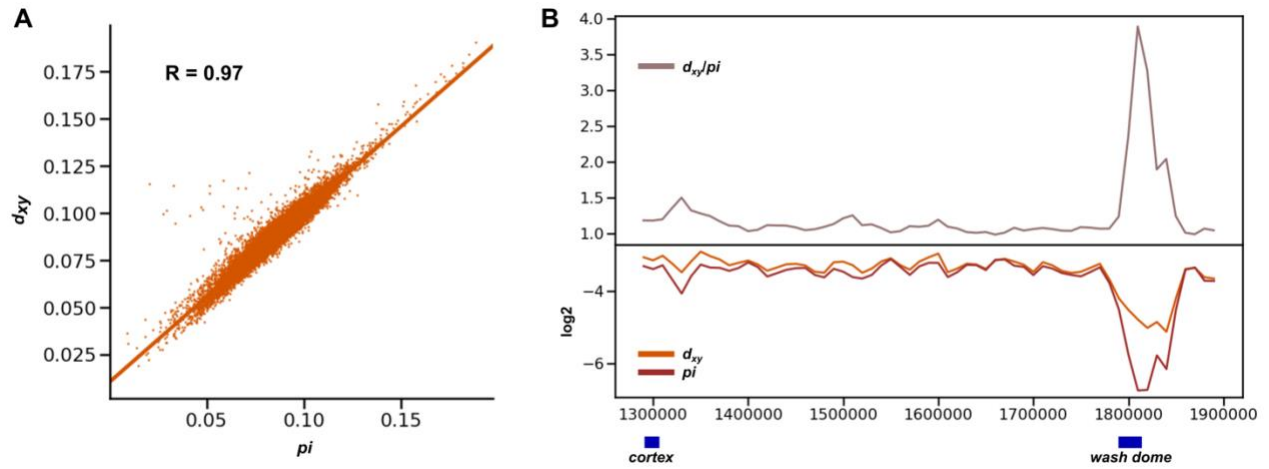 A
R = 0.97
0.175
0.150
0.125
0.100
0.075
0.050
0.025
dxy
0.05
0.10
0.15
pi
B
4.0
3.5
3.0
2.5
2.0
1.5
1.0
dxy/pi
−4
−6
log2
dxy
pi
1300000 1400000 1500000 1600000 1700000 1800000 1900000
cortex
wash dome